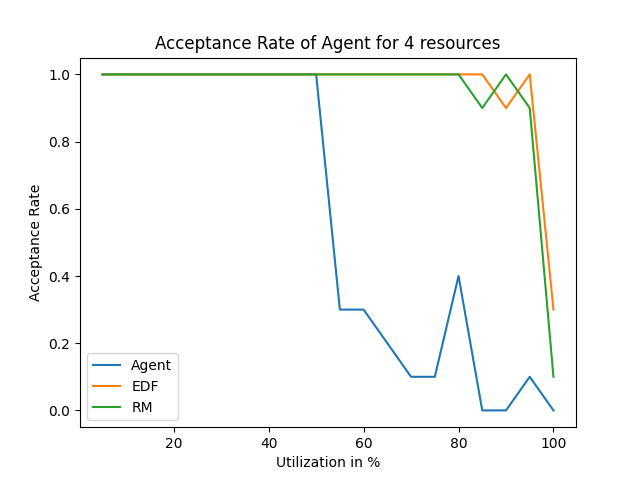 Acceptance Rate of Agent for 4 resources
Acceptance Rate
1.0
0.8
0.6
0.4
0.2
0.0
Agent
EDF
RM
20
40
60
80
100
Utilization in %